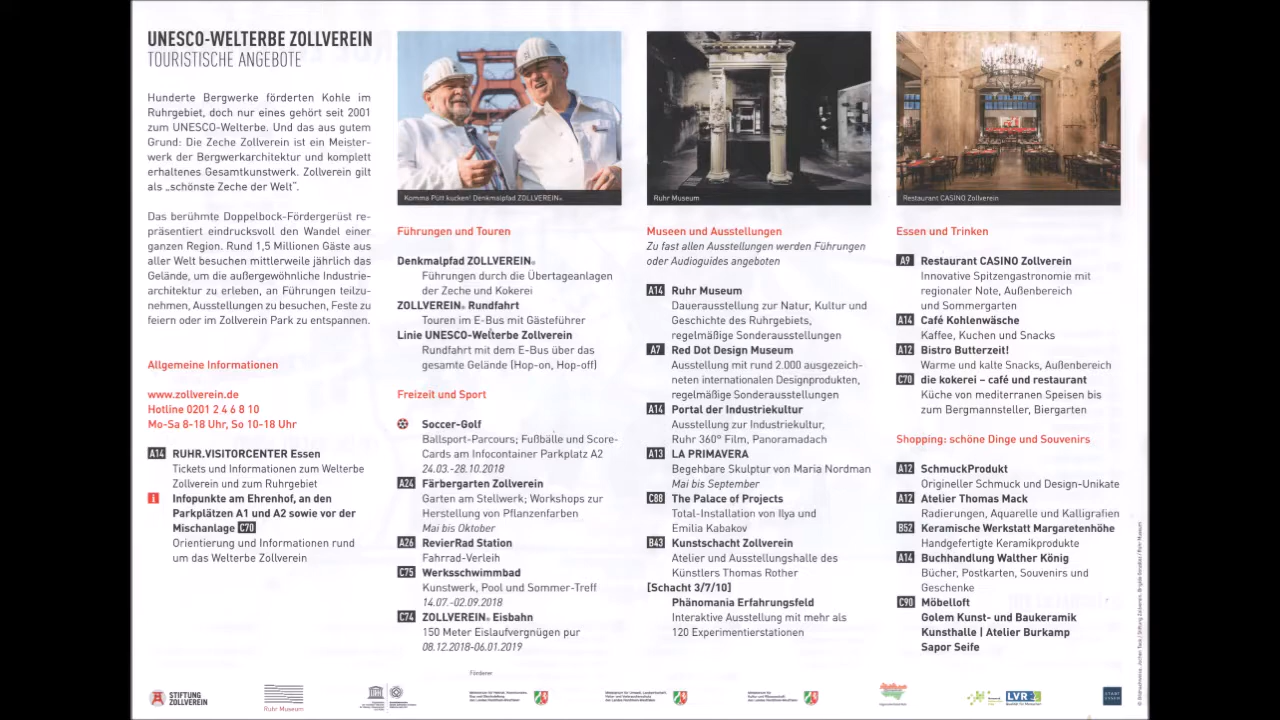 UNESCO-WELTERBE ZOLLVEREIN
TOURISTISCHE ANGEBOTE
Hunderte Bergwerke förderten Kohle im
Ruhrgebiet, doch nur eines gehört seit 2001
zum UNESCO-Welterbe. Und das aus gutem
Grund: Die Zeche Zollverein ist ein Meister-
werk der Bergwerkarchitektur und komplett
erhaltenes Gesamtkunstwerk. Zollverein gilt
als „schönste Zeche der Welt“.
Das berühmte Doppelbock-Fördergerüst re-
präsentiert eindrucksvoll den Wandel einer
ganzen Region. Rund 1,5 Millionen Gäste aus
aller Welt besuchen mittlerweile jährlich das
Gelände, um die außergewöhnliche Industrie-
architektur zu erleben, an Führungen teilzu-
nehmen, Ausstellungen zu besuchen, Feste zu
feiern oder im Zollverein Park zu entspannen.
Allgemeine Informationen
www.zollverein.de
Hotline 0201 2 4 6 8 10
Mo-Sa 8-18 Uhr, So 10-18 Uhr
A14 RUHR.VISITORCENTER Essen
Tickets und Informationen zum Welterbe
Zollverein und zum Ruhrgebiet
i Infopunkte am Ehrenhof, an den
Parkplätzen A1 und A2 sowie vor der
Mischanlage C70
Orientierung und Informationen rund
um das Welterbe Zollverein
Komma Pütt kucken! Denkmalpfad ZOLLVEREIN®
Führungen und Touren
Denkmalpfad ZOLLVEREIN®
Führungen durch die Übertageanlagen
der Zeche und Kokerei
ZOLLVEREIN® Rundfahrt
Touren im E-Bus mit Gästeführer
Linie UNESCO-Welterbe Zollverein
Rundfahrt mit dem E-Bus über das
gesamte Gelände (Hop-on, Hop-off)
Freizeit und Sport
Soccer-Golf
Ballsport-Parcours; Fußbälle und Score-
Cards am Infocontainer Parkplatz A2
24.03.-28.10.2018
A24 Färbergarten Zollverein
Garten am Stellwerk; Workshops zur
Herstellung von Pflanzenfarben
Mai bis Oktober
A26 RevierRad Station
Fahrrad-Verleih
C75 Werksschwimmbad
Kunstwerk, Pool und Sommer-Treff
14.07.-02.09.2018
C74 ZOLLVEREIN® Eisbahn
150 Meter Eislaufvergnügen pur
08.12.2018-06.01.2019
Ruhr Museum
Museen und Ausstellungen
Zu fast allen Ausstellungen werden Führungen
oder Audioguides angeboten
A14 Ruhr Museum
Dauerausstellung zur Natur, Kultur und
Geschichte des Ruhrgebiets,
regelmäßige Sonderausstellungen
A7 Red Dot Design Museum
Ausstellung mit rund 2.000 ausgezeich-
neten internationalen Designprodukten,
regelmäßige Sonderausstellungen
A14 Portal der Industriekultur
Ausstellung zur Industriekultur,
Ruhr 360° Film, Panoramadach
A13 LA PRIMAVERA
Begehbare Skulptur von Maria Nordman
Mai bis September
C88 The Palace of Projects
Total-Installation von Ilya und
Emilia Kabakov
B43 Kunstschacht Zollverein
Atelier und Ausstellungshalle des
Künstlers Thomas Rother
[Schacht 3/7/10]
Phänomania Erfahrungsfeld
Interaktive Ausstellung mit mehr als
120 Experimentierstationen
Restaurant CASINO Zollverein
Essen und Trinken
A9 Restaurant CASINO Zollverein
Innovative Spitzengastronomie mit
regionaler Note, Außenbereich
und Sommergarten
A14 Café Kohlenwäsche
Kaffee, Kuchen und Snacks
A12 Bistro Butterzeit!
Warme und kalte Snacks, Außenbereich
C70 die kokerei – café und restaurant
Küche von mediterranen Speisen bis
zum Bergmannsteller, Biergarten
Shopping: schöne Dinge und Souvenirs
A12 SchmuckProdukt
Origineller Schmuck und Design-Unikate
A12 Atelier Thomas Mack
Radierungen, Aquarelle und Kalligrafien
B52 Keramische Werkstatt Margaretenhöhe
Handgefertigte Keramikprodukte
A14 Buchhandlung Walther König
Bücher, Postkarten, Souvenirs und
Geschenke
C90 Möbelloft
Golem Kunst- und Baukeramik
Kunsthalle | Atelier Burkamp
Sapor Seife
Förderer
STIFTUNG
ZOLLVEREIN
Ruhr Museum
LVR
STADT
ESSEN